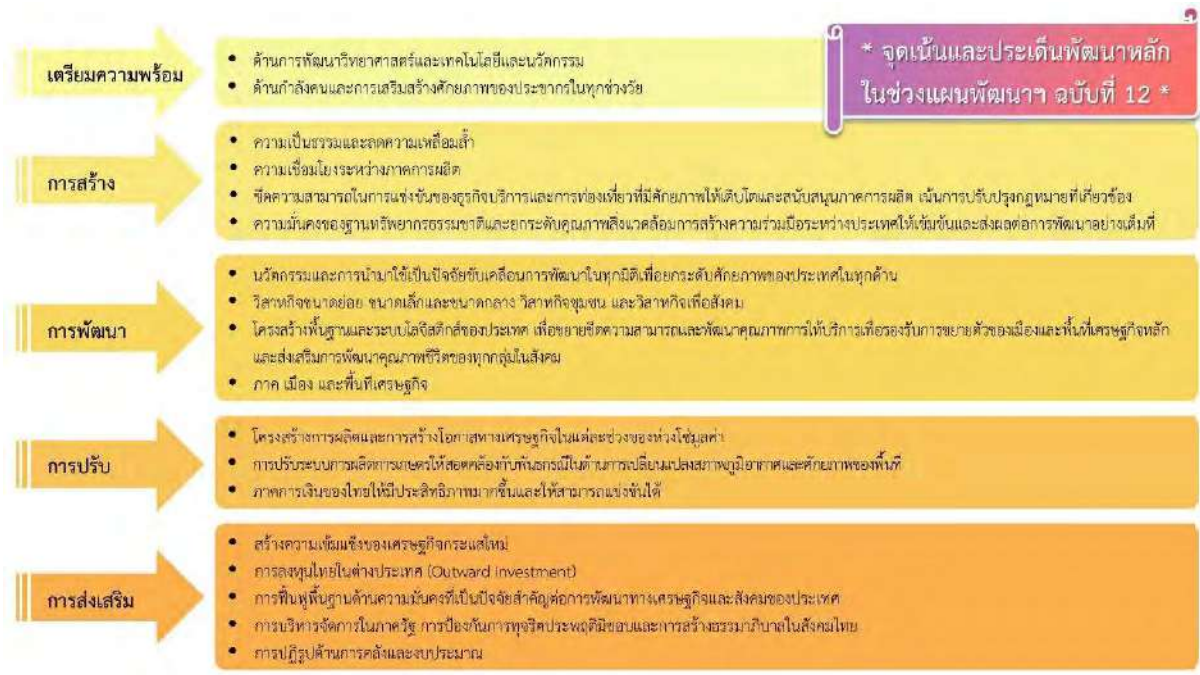 * จุดเน้นและประเด็นพัฒนาหลัก
ในช่วงแผนพัฒนาฯ ฉบับที่ 12 *
เตรียมความพร้อม
• ด้านการพัฒนาวิทยาศาสตร์และเทคโนโลยีและนวัตกรรม
• ด้านกำลังคนและการเสริมสร้างศักยภาพของประชากรในทุกช่วงวัย
การสร้าง
• ความเป็นธรรมและลดความเหลื่อมล้ำ
• ความเชื่อมโยงระหว่างภาคการผลิต
• ขีดความสามารถในการแข่งขันของธุรกิจบริการและการท่องเที่ยวที่มีศักยภาพให้เติบโตและสนับสนุนภาคการผลิต เน้นการปรับปรุงกฎหมายที่เกี่ยวข้อง
• ความมั่นคงของฐานทรัพยากรธรรมชาติและยกระดับคุณภาพสิ่งแวดล้อมการสร้างความร่วมมือระหว่างประเทศให้เข้มข้นและส่งผลต่อการพัฒนาอย่างเต็มที่
การพัฒนา
• นวัตกรรมและการนำมาใช้เป็นปัจจัยขับเคลื่อนการพัฒนาในทุกมิติเพื่อยกระดับศักยภาพของประเทศในทุกด้าน
• วิสาหกิจขนาดย่อย ขนาดเล็กและขนาดกลาง วิสาหกิจชุมชน และวิสาหกิจเพื่อสังคม
• โครงสร้างพื้นฐานและระบบโลจิสติกส์ของประเทศ เพื่อขยายขีดความสามารถและพัฒนาคุณภาพการให้บริการเพื่อรองรับการขยายตัวของเมืองและพื้นที่เศรษฐกิจหลัก
และส่งเสริมการพัฒนาคุณภาพชีวิตของทุกกลุ่มในสังคม
• ภาค เมือง และพื้นที่เศรษฐกิจ
การปรับ
• โครงสร้างการผลิตและการสร้างโอกาสทางเศรษฐกิจในแต่ละช่วงของห่วงโซ่มูลค่า
• การปรับระบบการผลิตการเกษตรให้สอดคล้องกับพันธกรณีในด้านการเปลี่ยนแปลงสภาพภูมิอากาศและศักยภาพของพื้นที่
• ภาคการเงินของไทยให้มีประสิทธิภาพมากขึ้นและให้สามารถแข่งขันได้
การส่งเสริม
• สร้างความเข้มแข็งของเศรษฐกิจกระแสใหม่
• การลงทุนไทยในต่างประเทศ (Outward Investment)
• การฟื้นฟูพื้นฐานด้านความมั่นคงที่เป็นปัจจัยสำคัญต่อการพัฒนาทางเศรษฐกิจและสังคมของประเทศ
• การบริหารจัดการในภาครัฐ การป้องกันการทุจริตประพฤติมิชอบและการสร้างธรรมาภิบาลในสังคมไทย
• การปฏิรูปด้านการคลังและงบประมาณ